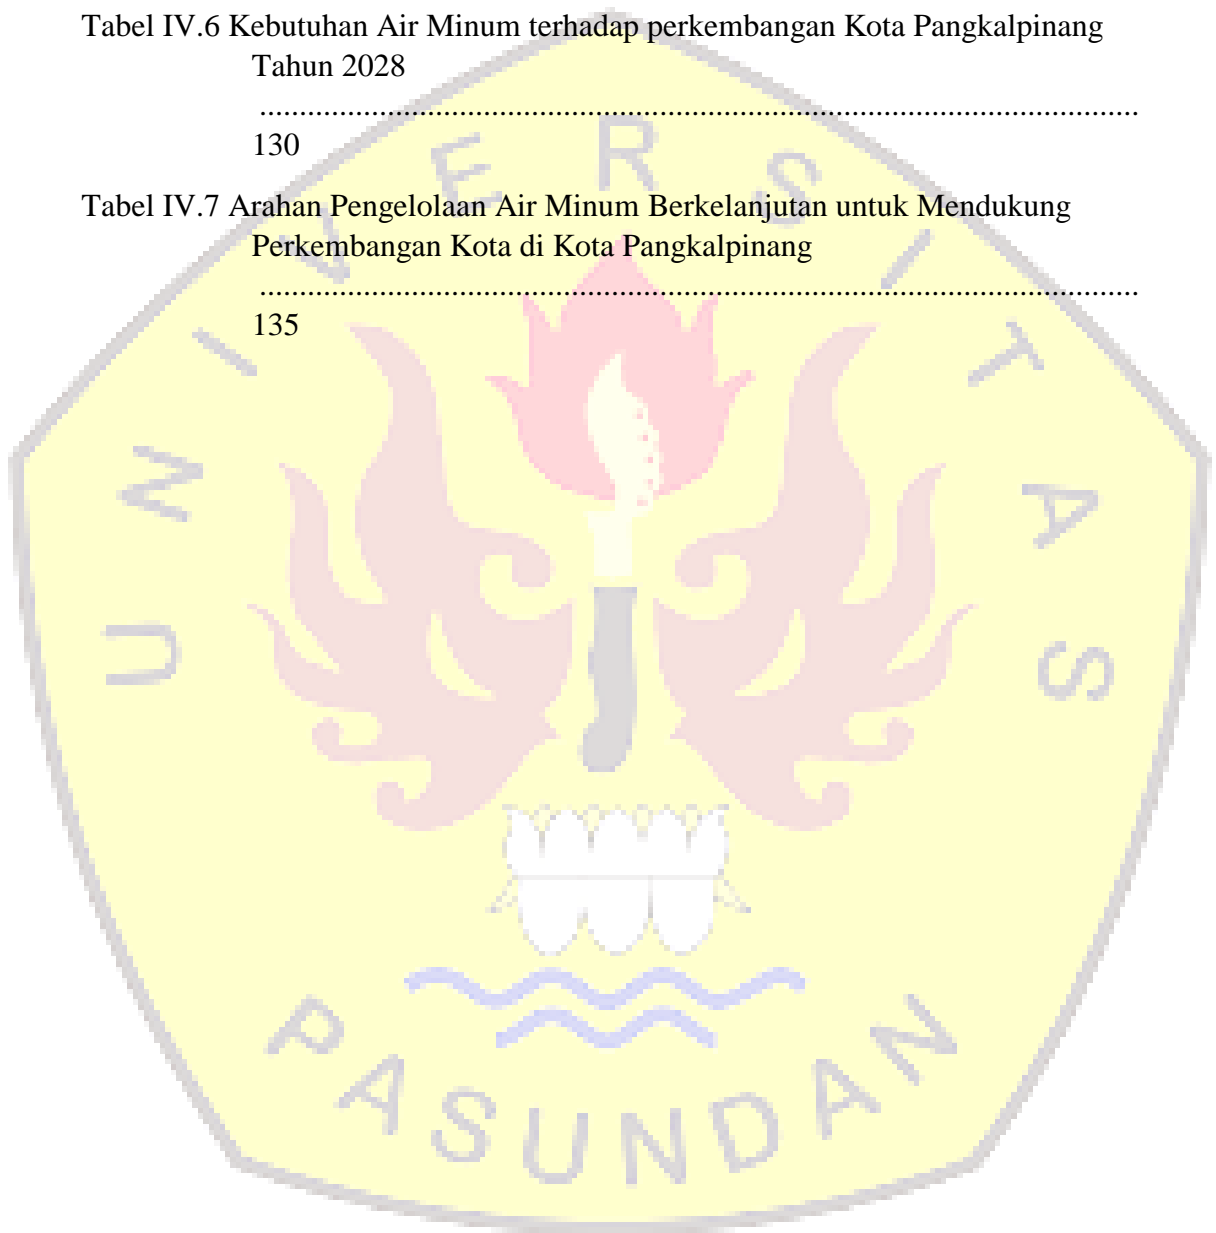 Tabel IV.6 Kebutuhan Air Minum terhadap perkembangan Kota Pangkalpinang
Tahun 2028
..............................................................................................................
130
Tabel IV.7 Arahan Pengelolaan Air Minum Berkelanjutan untuk Mendukung
Perkembangan Kota di Kota Pangkalpinang
..............................................................................................................
135
UNIVERSITAS
PASUNDAN